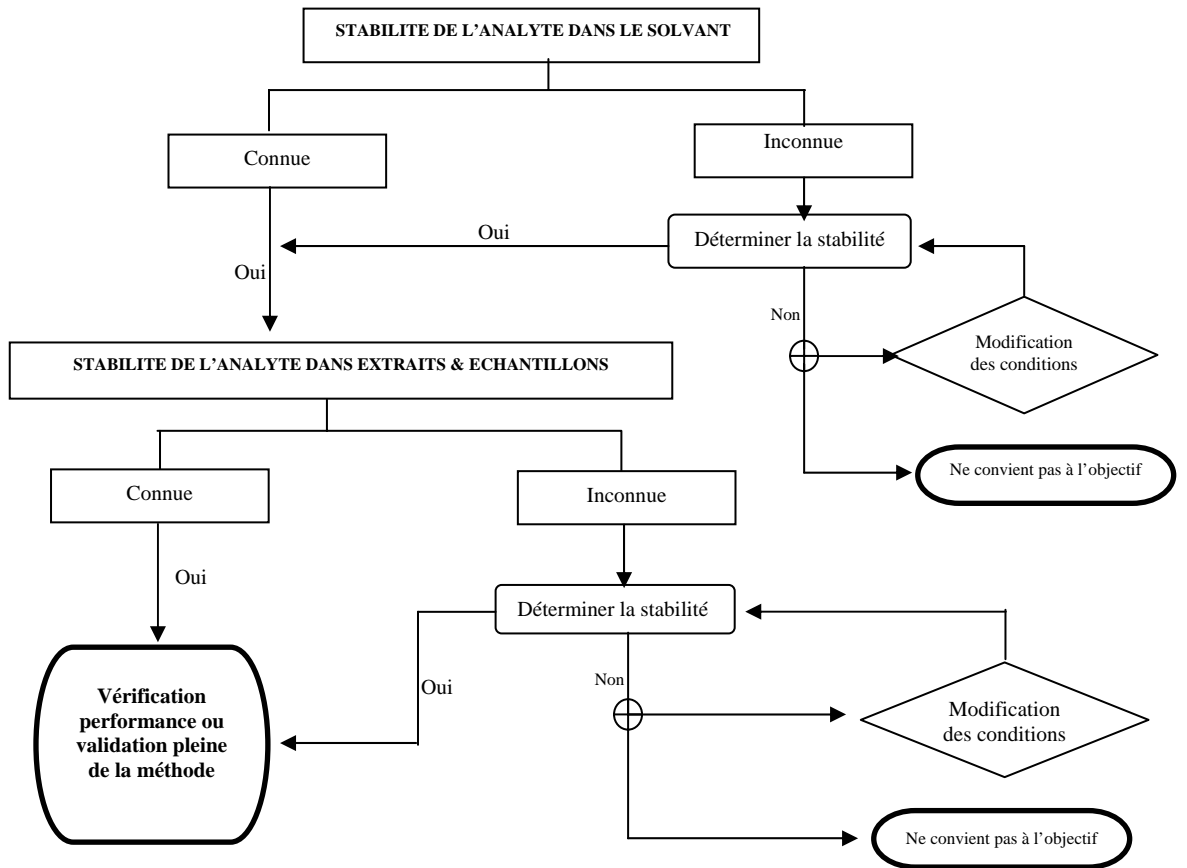 STABILITE DE L’ANALYTE DANS LE SOLVANT
Connue
Inconnue
Oui
Déterminer la stabilité
Oui
Non
Modification
des conditions
STABILITE DE L’ANALYTE DANS EXTRAITS & ECHANTILLONS
Ne convient pas à l’objectif
Connue
Inconnue
Oui
Déterminer la stabilité
Oui
Non
Vérification
performance ou
validation pleine
de la méthode
Modification
des conditions
Ne convient pas à l’objectif